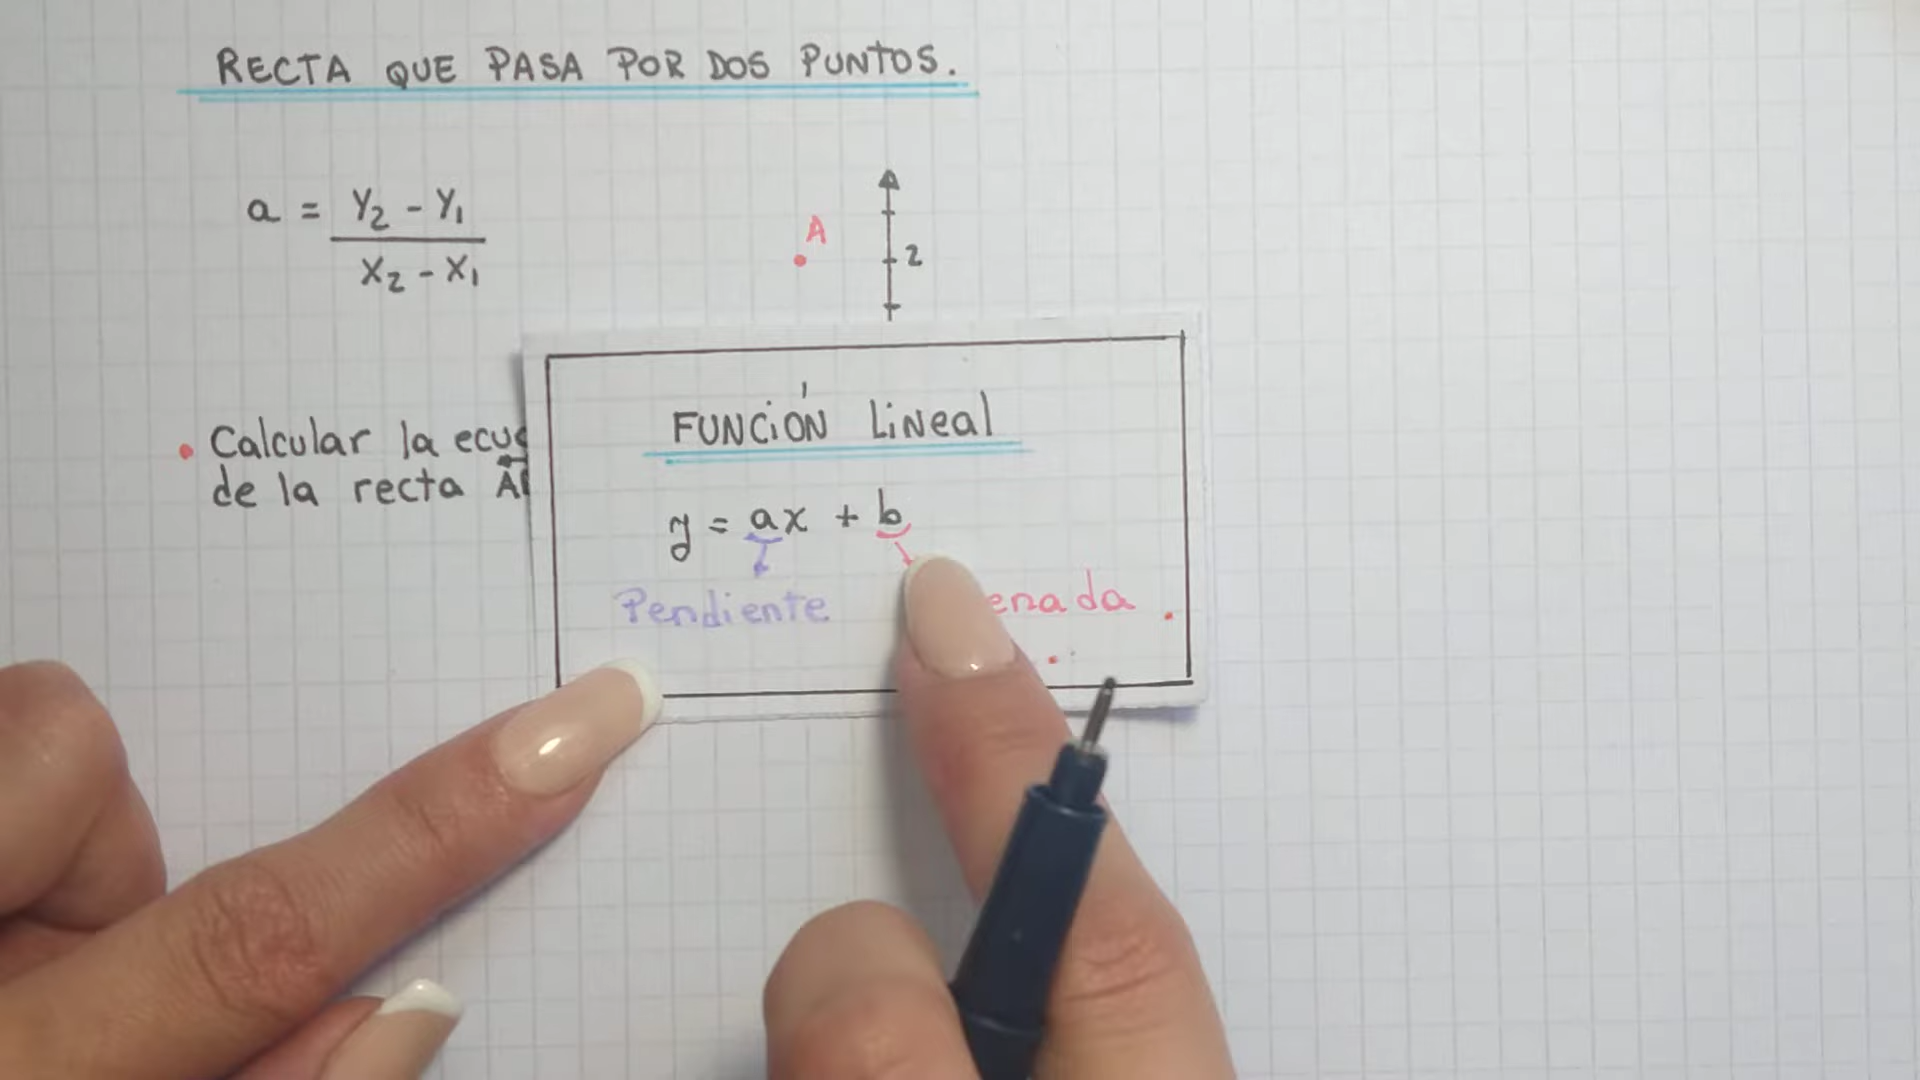 RECTA QUE PASA POR DOS PUNTOS.
a = Y₂ - Y₁
X₂ - X₁
A
2
• Calcular la
de la recta
FUNCIÓN Lineal
y = ax + b
Pendiente